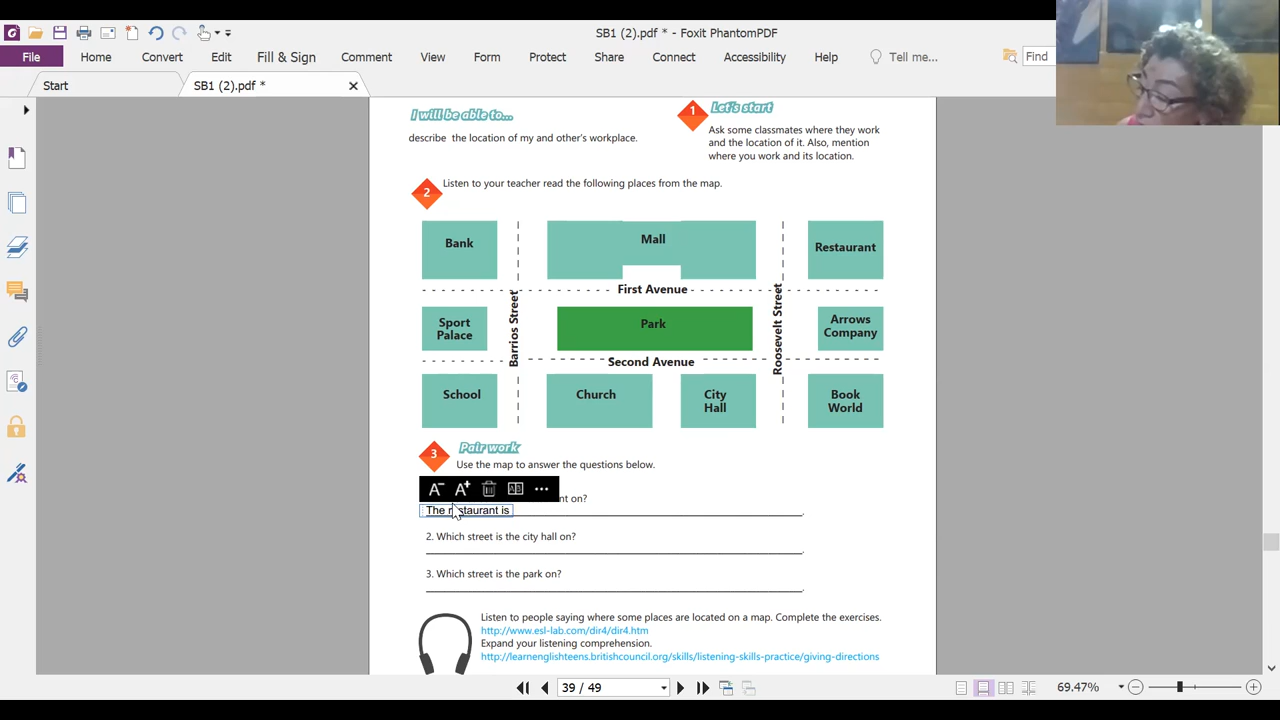 SB1 (2).pdf * - Foxit PhantomPDF
File Home Convert Edit Fill & Sign Comment View Form Protect Share Connect Accessibility Help Tell me... Find
Start SB1 (2).pdf *
I will be able to...
describe the location of my and other's workplace.
1 Let's start
Ask some classmates where they work
and the location of it. Also, mention
where you work and its location.
2 Listen to your teacher read the following places from the map.
Bank Mall Restaurant
First Avenue
Sport
Palace
Barrios Street
Park
Roosevelt Street
Arrows
Company
Second Avenue
School Church City
Hall
Book
World
3 Pair work
Use the map to answer the questions below.
on?
The restaurant is
2. Which street is the city hall on?
3. Which street is the park on?
Listen to people saying where some places are located on a map. Complete the exercises.
http://www.esl-lab.com/dir4/dir4.htm
Expand your listening comprehension.
http://learnenglishteens.britishcouncil.org/skills/listening-skills-practice/giving-directions
39 / 49
69.47%